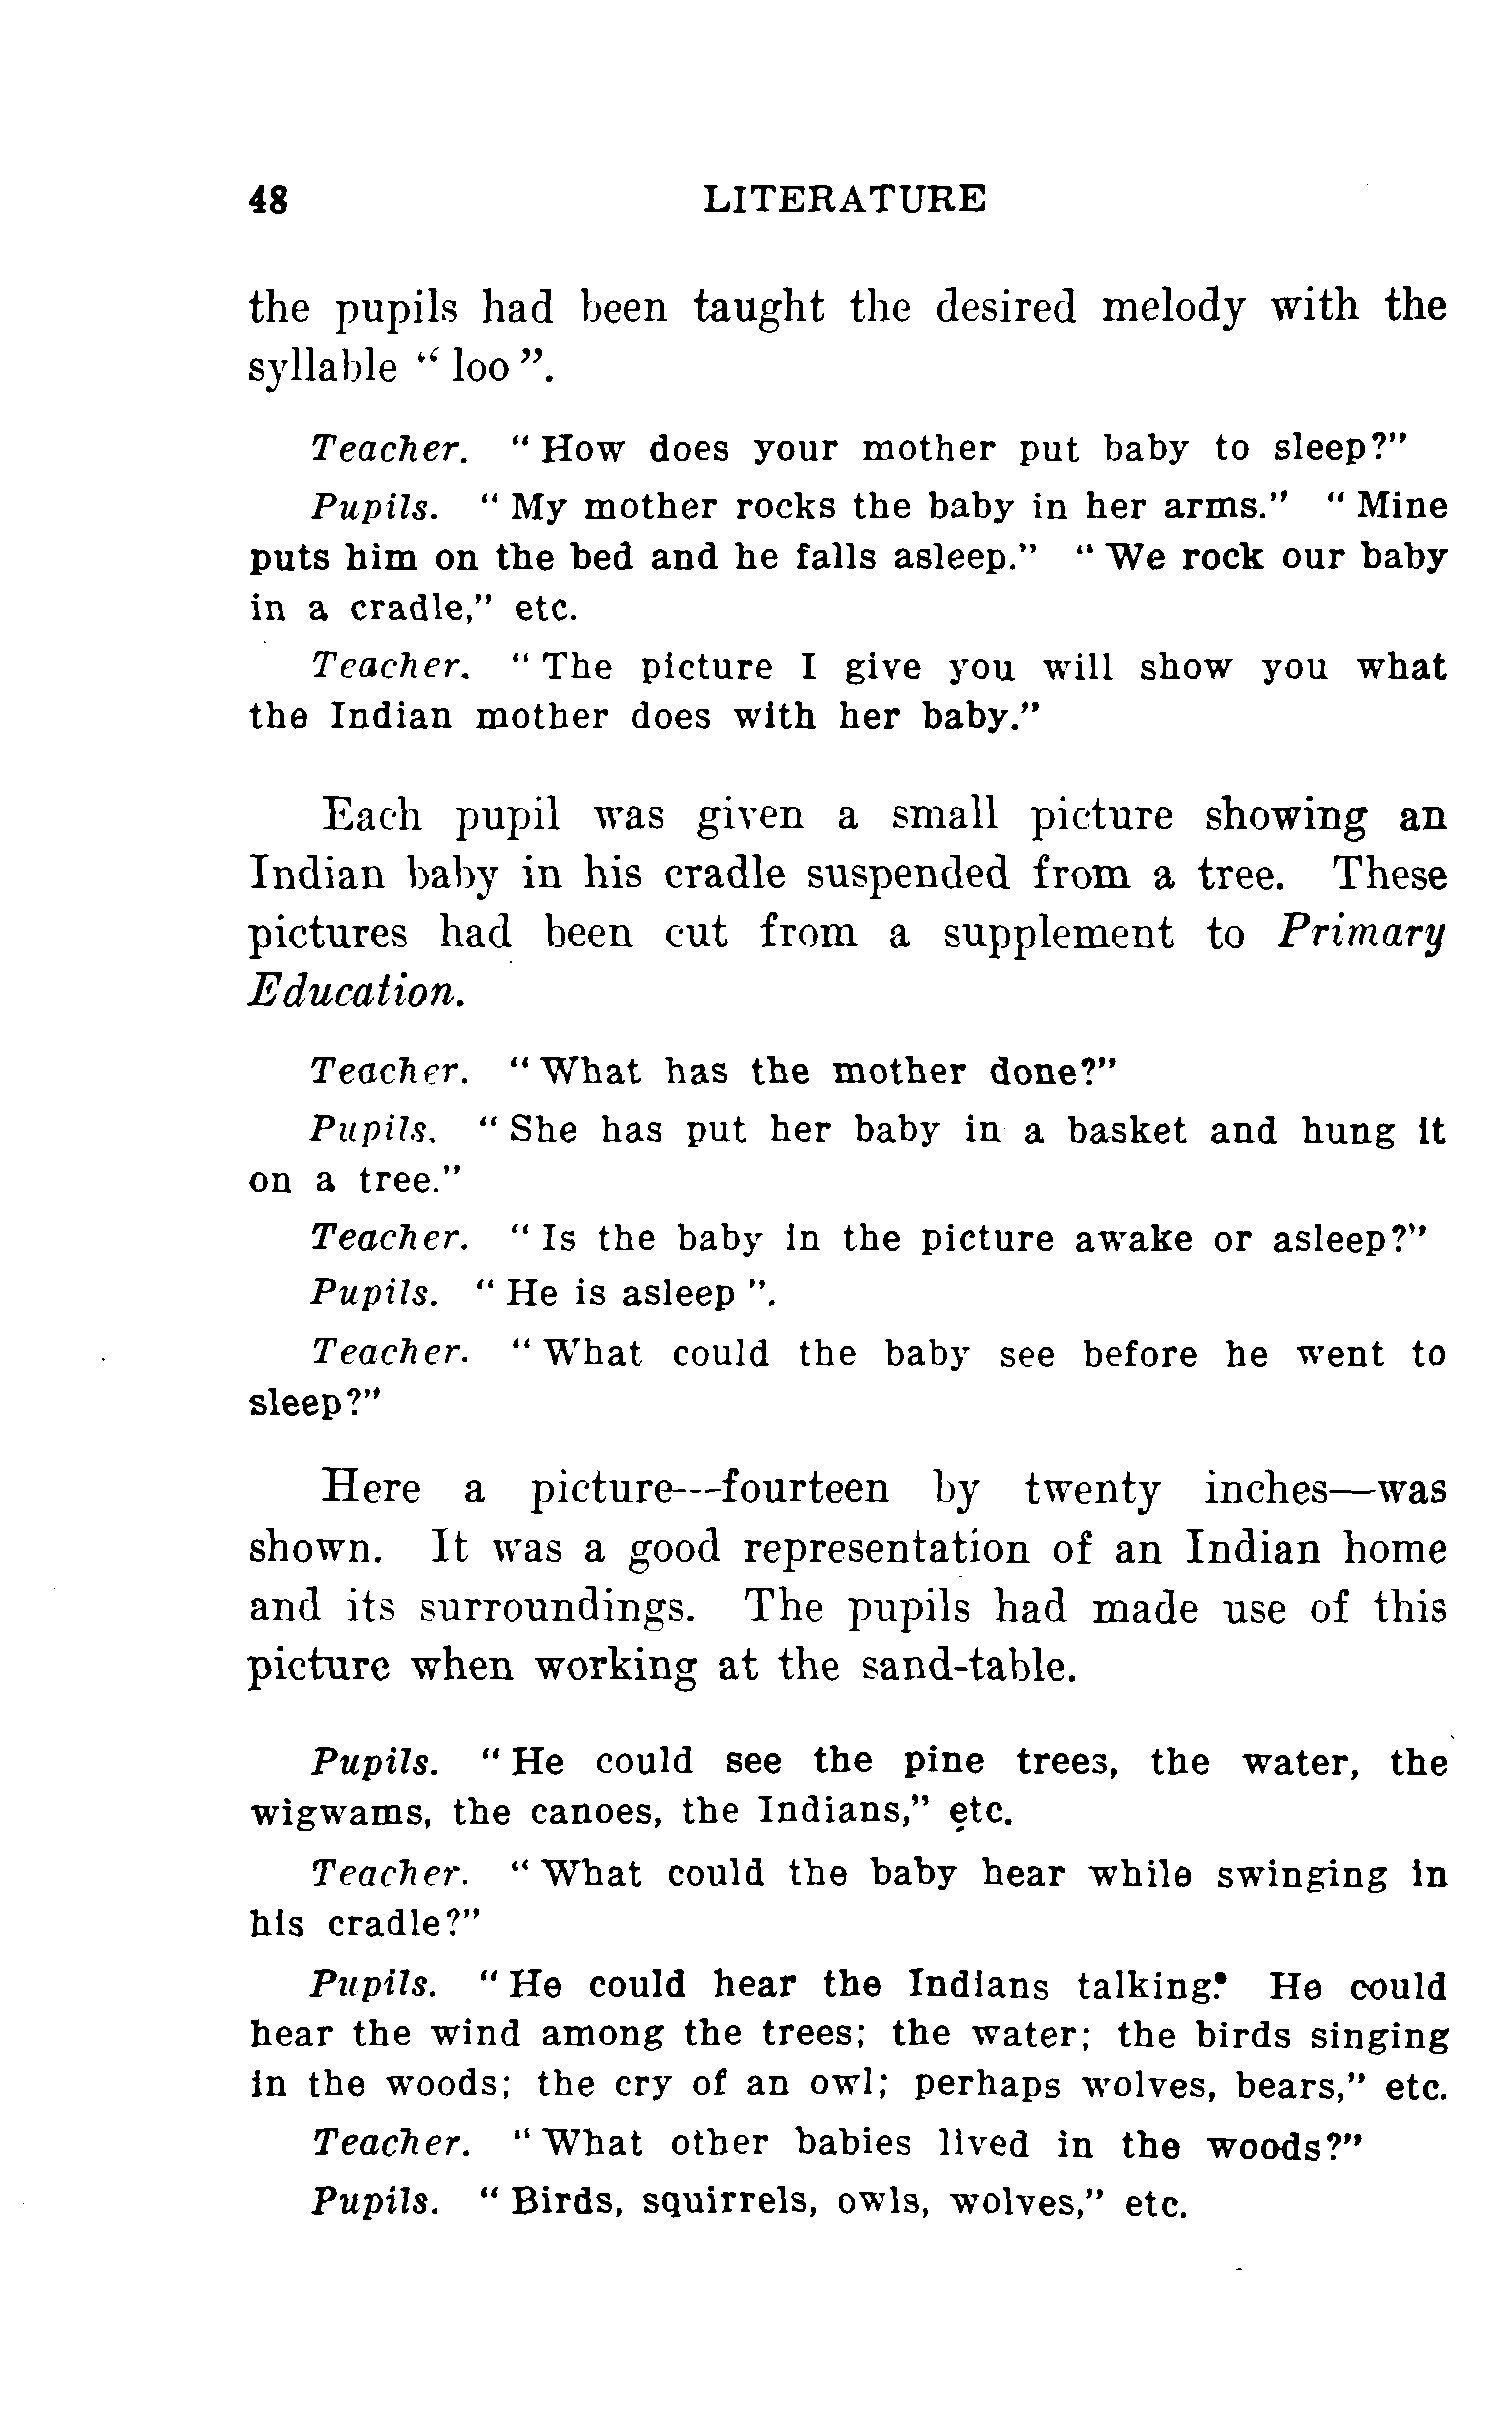 48 LITERATURE
the pupils had been taught the desired melody with the
syllable " loo ".
Teacher. " How does your mother put baby to sleep?"
Pupils. " My mother rocks the baby in her arms." " Mine
puts him on the bed and he falls asleep." " We rock our baby
in a cradle," etc.
Teacher. " The picture I give you will show you what
the Indian mother does with her baby."
Each pupil was given a small picture showing an
Indian baby in his cradle suspended from a tree. These
pictures had been cut from a supplement to Primary
Education.
Teacher. " What has the mother done?"
Pupils. " She has put her baby in a basket and hung it
on a tree."
Teacher. " Is the baby in the picture awake or asleep?"
Pupils. " He is asleep ".
Teacher. " What could the baby see before he went to
sleep?"
Here a picture—fourteen by twenty inches—was
shown. It was a good representation of an Indian home
and its surroundings. The pupils had made use of this
picture when working at the sand-table.
Pupils. " He could see the pine trees, the water, the
wigwams, the canoes, the Indians," etc.
Teacher. " What could the baby hear while swinging in
his cradle?"
Pupils. " He could hear the Indians talking. He could
hear the wind among the trees; the water; the birds singing
in the woods; the cry of an owl; perhaps wolves, bears," etc.
Teacher. " What other babies lived in the woods?"
Pupils. " Birds, squirrels, owls, wolves," etc.